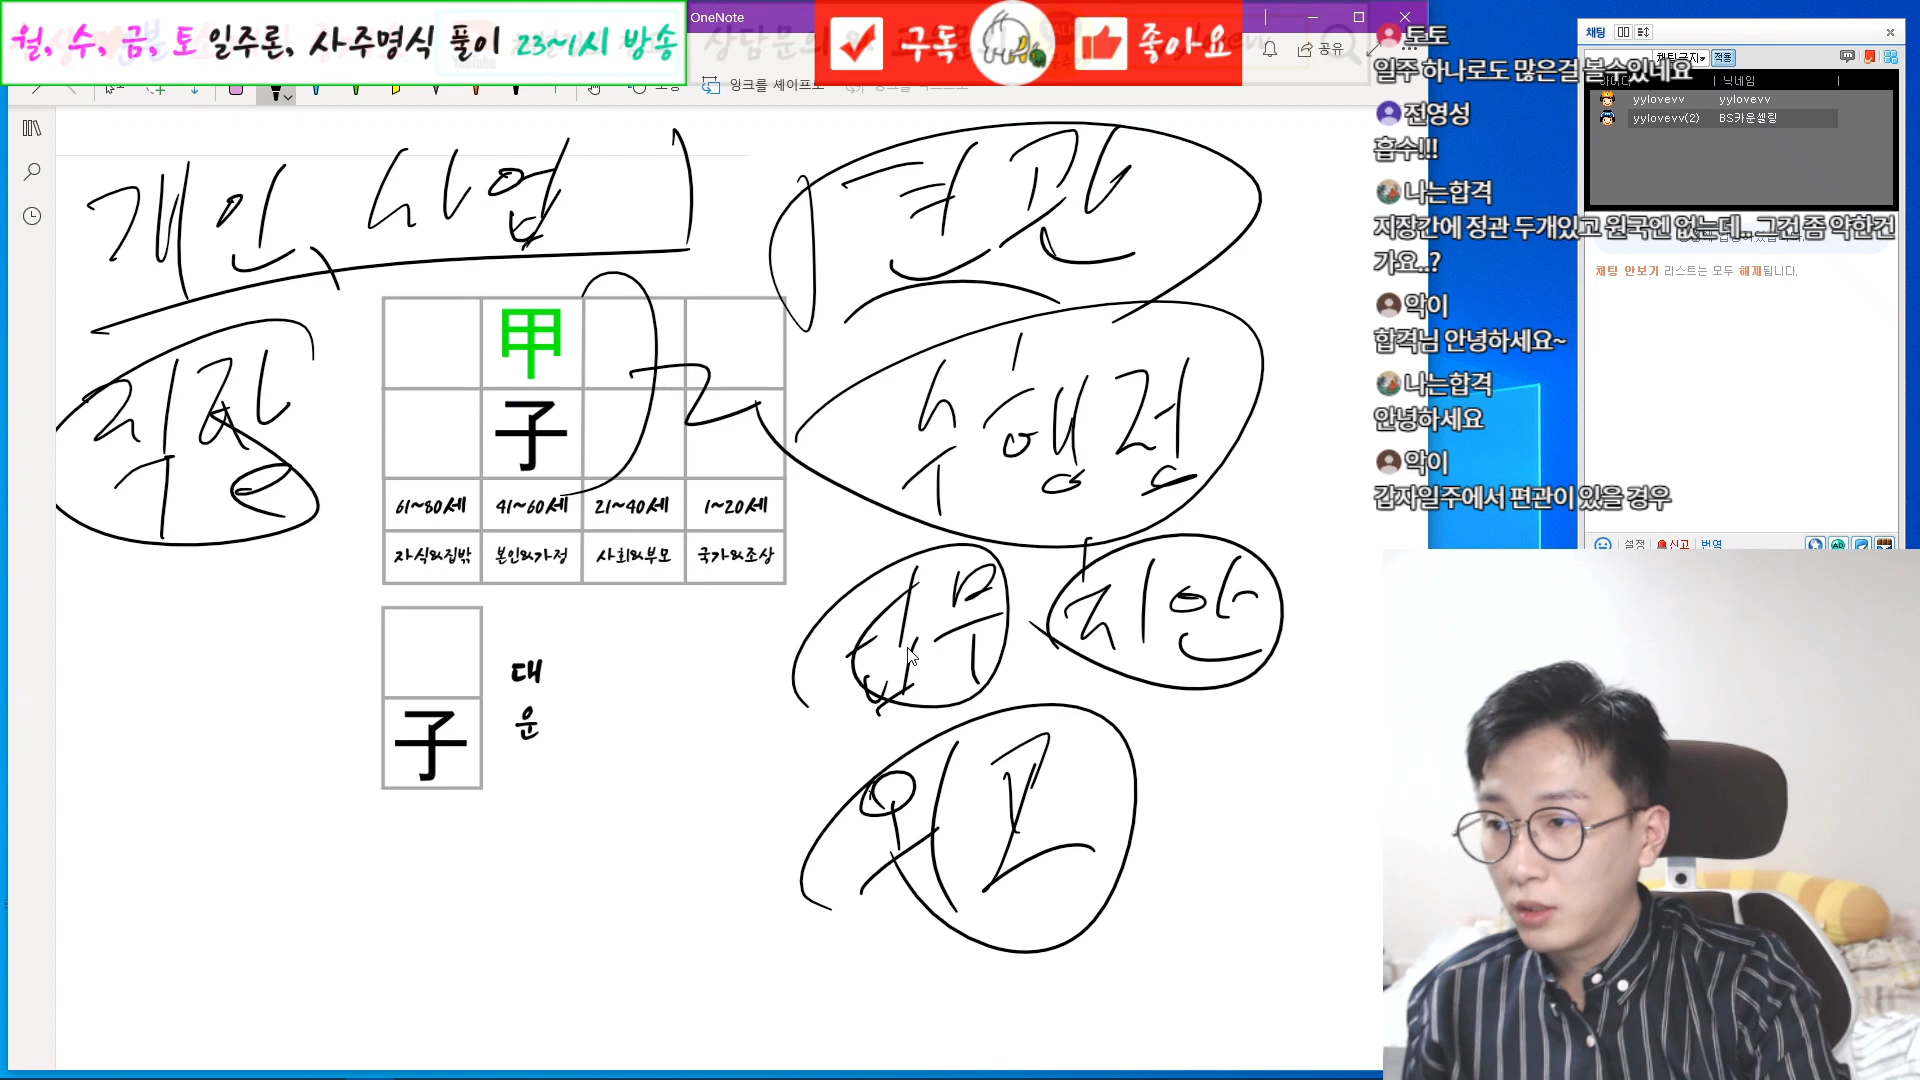 월, 수, 금, 토 일주론, 사주명식 풀이 23~1시 방송
OneNote
구독
좋아요
공유
잉크를 셰이프로
개인 사업
직장
편관
수행정
치안
甲
子
61~80세 41~60세 21~40세 1~20세
자식&집밖 본인&가정 사회&부모 국가&조상
대
운
子
토토
일주 하나로도 많은걸 볼수있네요
전영성
흡수!!!
나는합격
지장간에 정관 두개있고 원국엔 없는데... 그건 좀 약한건
가요..?
악이
합격님 안녕하세요~
나는합격
안녕하세요
악이
갑자일주에서 편관이 있을 경우
채팅
채팅금지
적용
닉네임
yylovevv yylovevv
yylovevv(2) BS카운셀링
채팅 안보기 리스트는 모두 해제됩니다.
설정 신고 번역